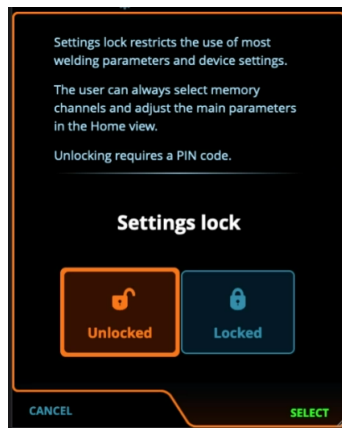 Settings lock restricts the use of most
welding parameters and device settings.
The user can always select memory
channels and adjust the main parameters
in the Home view.
Unlocking requires a PIN code.
Settings lock
Unlocked
Locked
CANCEL
SELECT